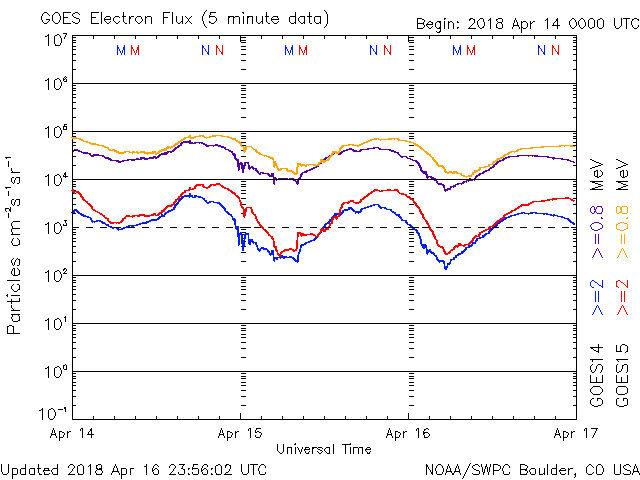 GOES Electron Flux (5 minute data)
Begin: 2018 Apr 14 0000 UTC
M M N N M M N N M M N N
10⁷
10⁶
10⁵
10⁴
10³
10²
10¹
10⁰
10⁻¹
Particles cm⁻²s⁻¹sr⁻¹
Apr 14 Apr 15 Apr 16 Apr 17
Universal Time
GOES14 >=2 >=0.8 MeV
GOES15 >=2 >=0.8 MeV
Updated 2018 Apr 16 23:56:02 UTC
NOAA/SWPC Boulder, CO USA